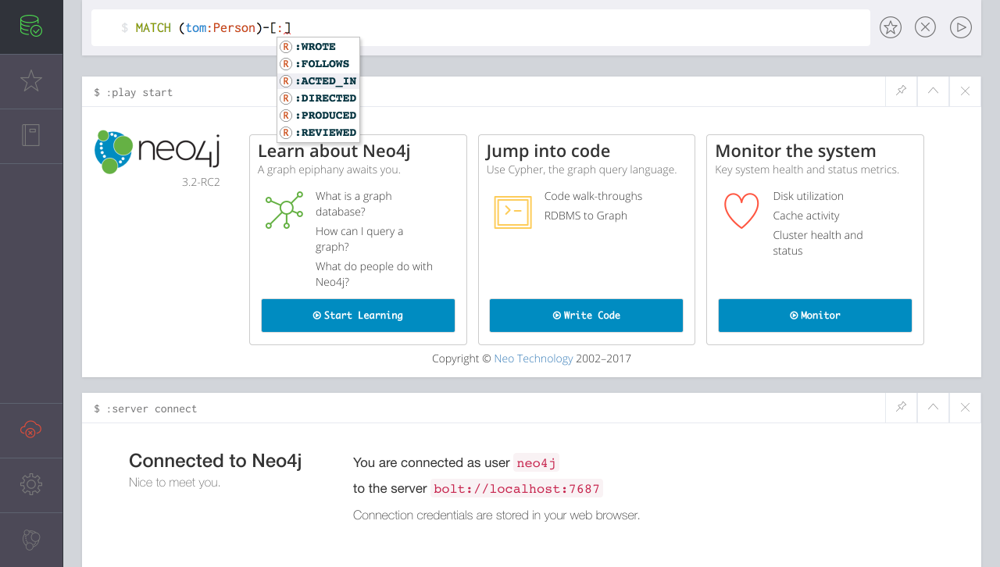 $ MATCH (tom:Person)-[:]
:WROTE
:FOLLOWS
:ACTED_IN
:DIRECTED
:PRODUCED
:REVIEWED
$ :play start
neo4j
3.2-RC2
Learn about Neo4j
A graph epiphany awaits you.
What is a graph
database?
How can I query a
graph?
What do people do with
Neo4j?
Start Learning
Jump into code
Use Cypher, the graph query language.
Code walk-throughs
RDBMS to Graph
Write Code
Monitor the system
Key system health and status metrics.
Disk utilization
Cache activity
Cluster health and
status
Monitor
Copyright © Neo Technology 2002–2017
$ :server connect
Connected to Neo4j
Nice to meet you.
You are connected as user neo4j
to the server bolt://localhost:7687
Connection credentials are stored in your web browser.